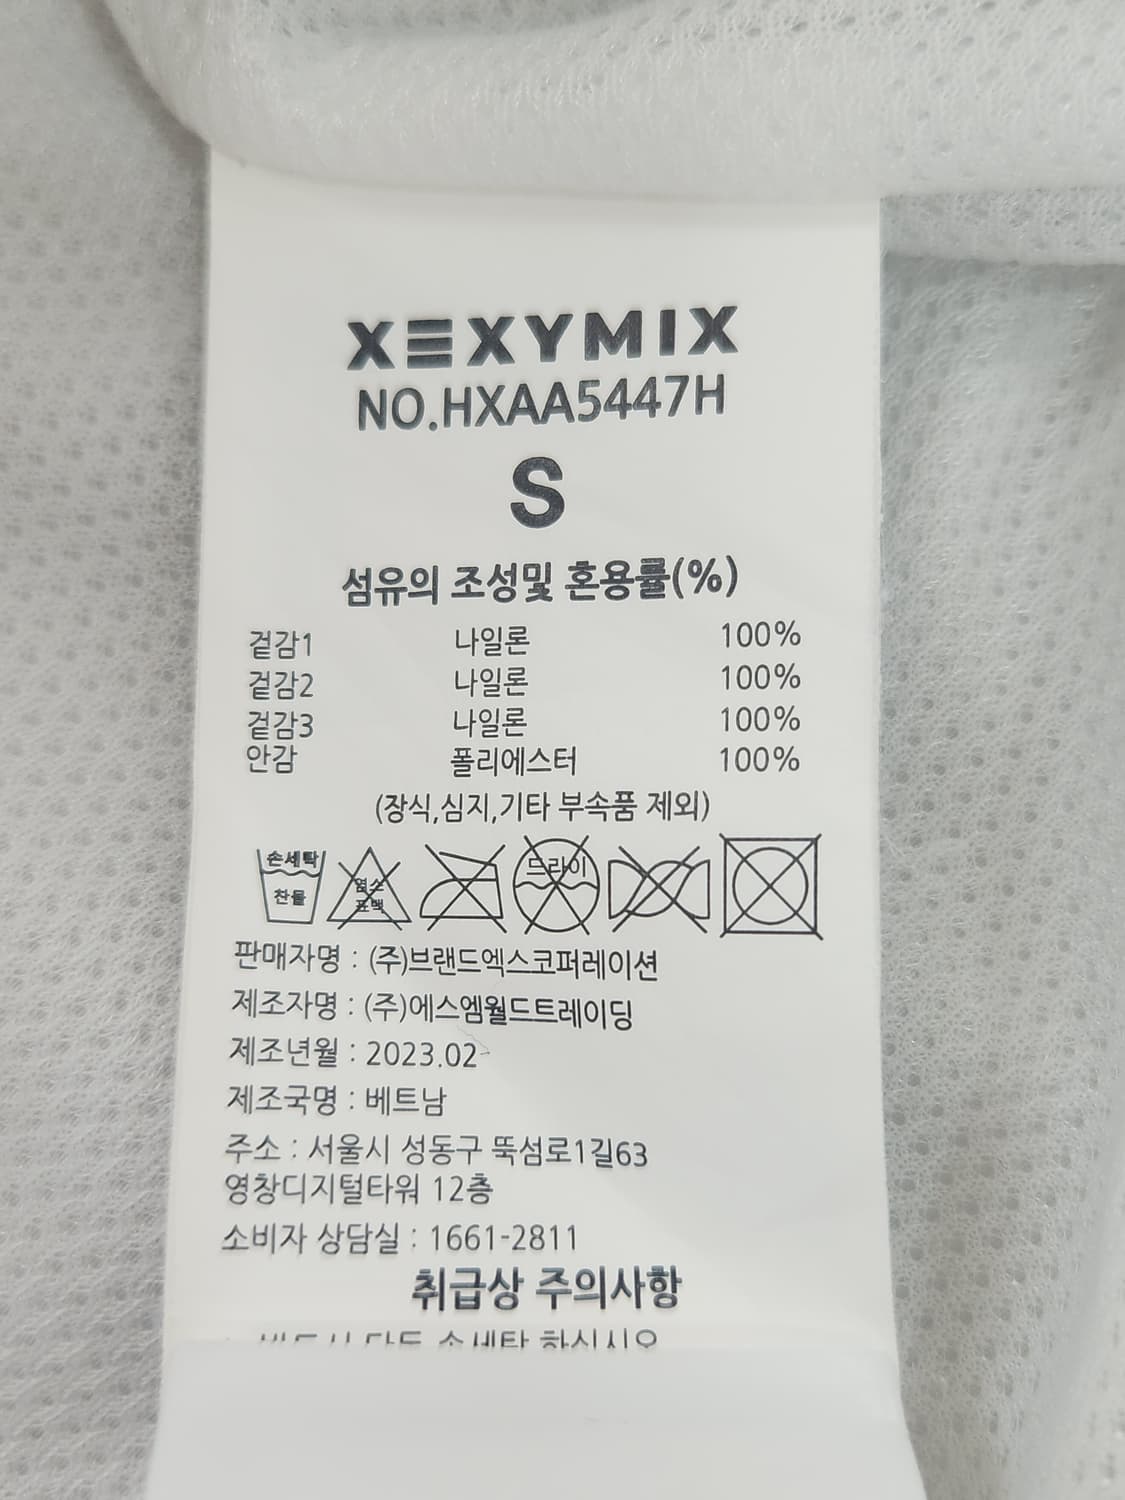 XEXYMIX
NO.HXAA5447H
S
섬유의 조성및 혼용률(%)
겉감1 나일론 100%
겉감2 나일론 100%
겉감3 나일론 100%
안감 폴리에스터 100%
(장식,심지,기타 부속품 제외)
손세탁 찬물 염소 표백 드라이
판매자명 : (주)브랜드엑스코퍼레이션
제조자명 : (주)에스엠월드트레이딩
제조년월 : 2023.02
제조국명 : 베트남
주소 : 서울시 성동구 뚝섬로1길63
영창디지털타워 12층
소비자 상담실 : 1661-2811
취급상 주의사항